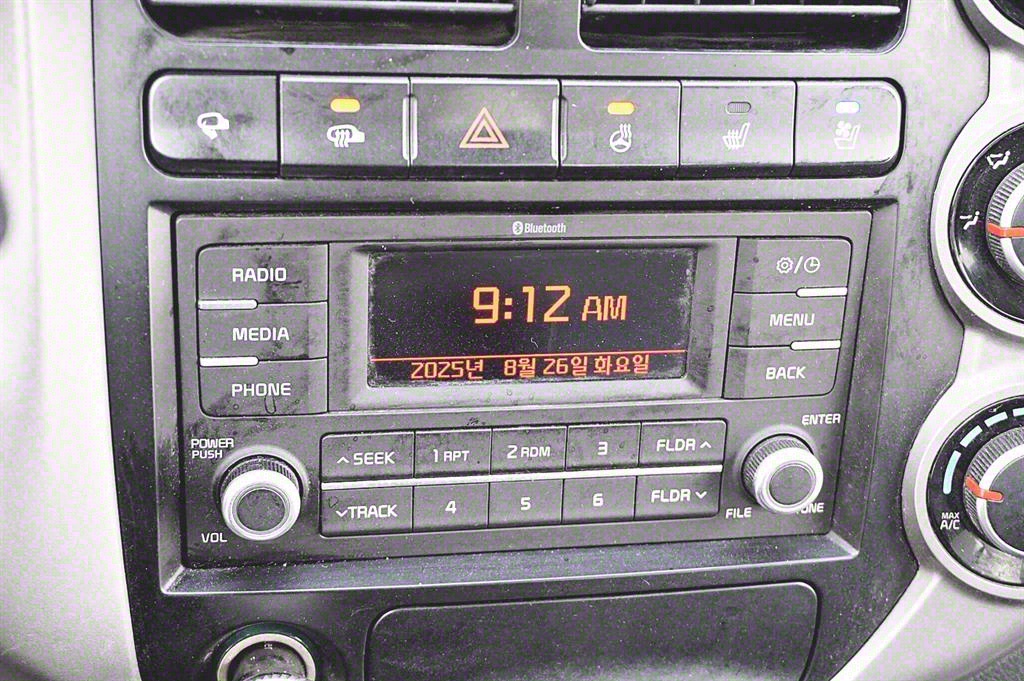 Bluetooth
RADIO
MEDIA
PHONE
9:12 AM
2025년 8월 26일 화요일
MENU
BACK
POWER
PUSH
VOL
SEEK
1 RPT
2 RDM
3
FLDR
TRACK
4
5
6
FLDR
ENTER
FILE
TUNE
MAX
A/C